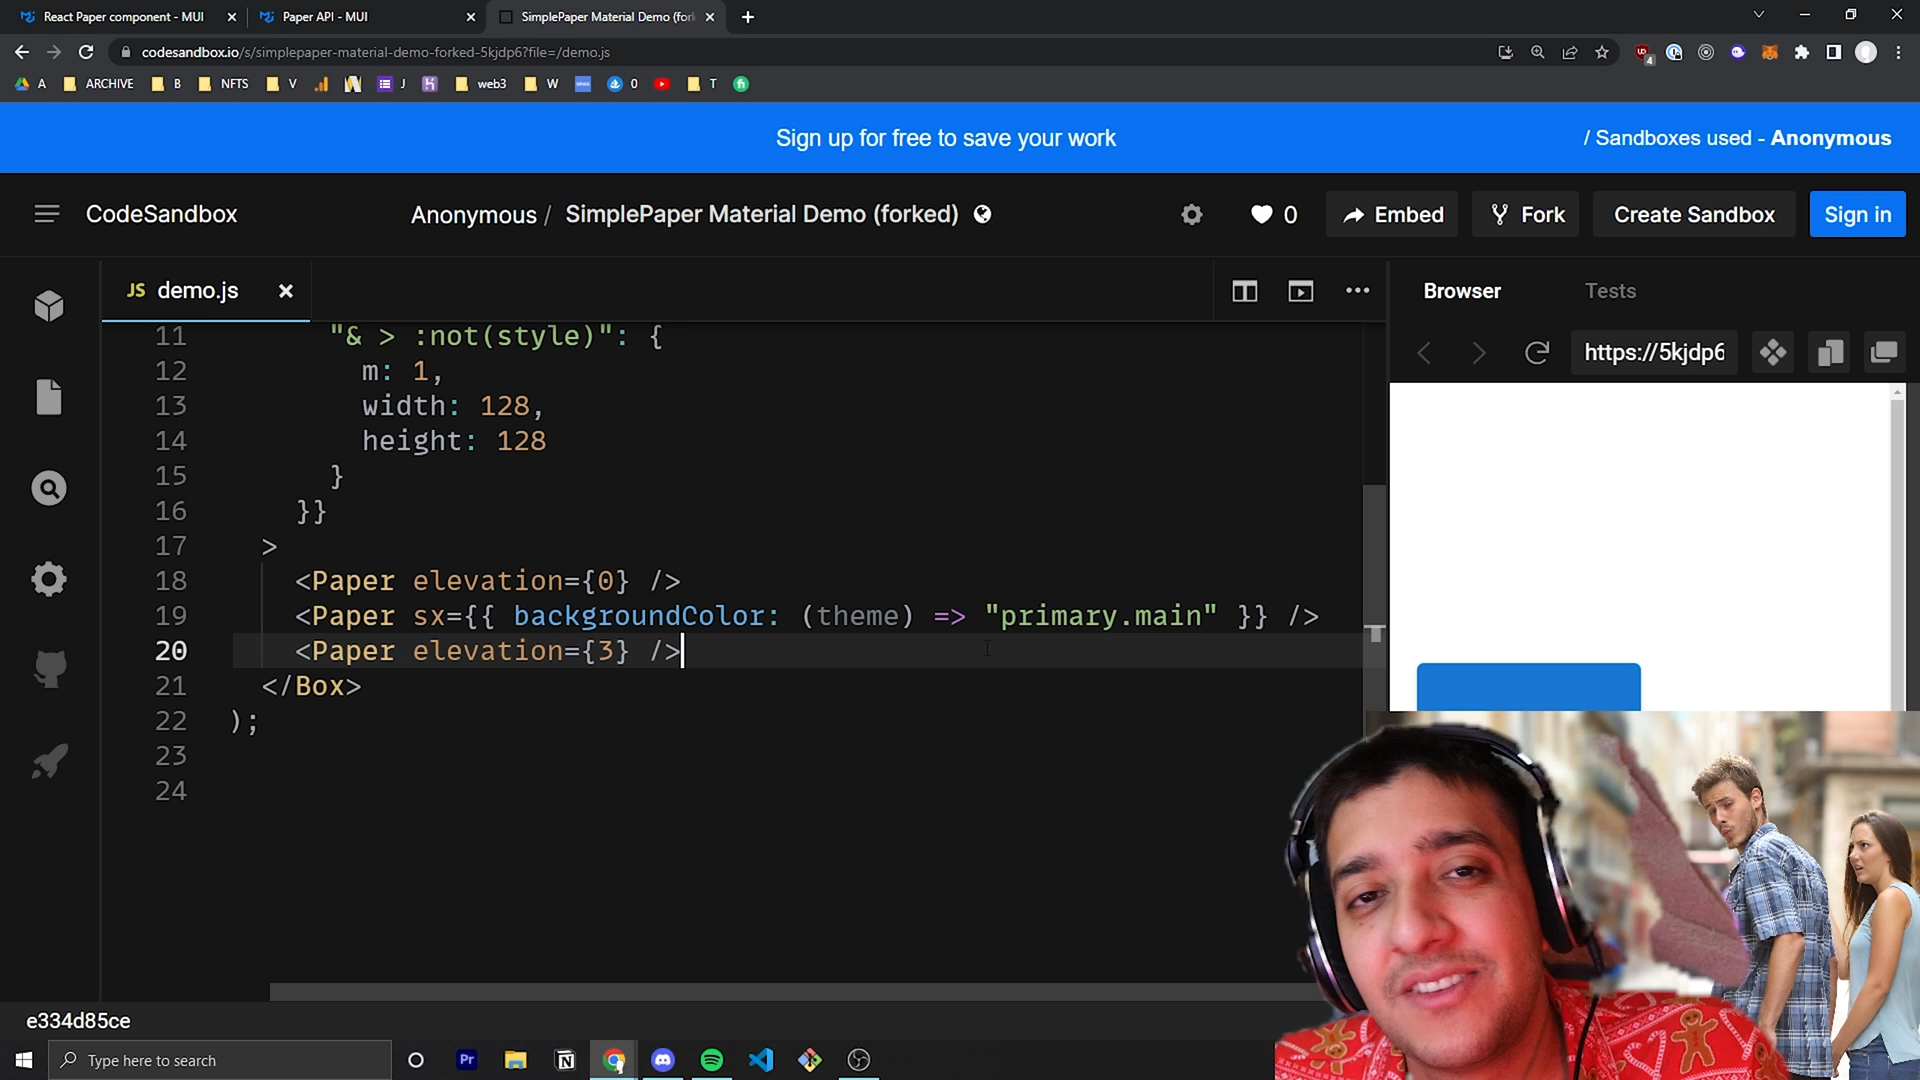 React Paper component - MUI
Paper API - MUI
SimplePaper Material Demo (fork
codesandbox.io/s/simplepaper-material-demo-forked-5kjdp6?file=/demo.js
4
A
ARCHIVE
B
NFTS
V
J
web3
W
0
T
Sign up for free to save your work
/ Sandboxes used - Anonymous
CodeSandbox
Anonymous / SimplePaper Material Demo (forked)
0
Embed
Fork
Create Sandbox
Sign in
JS demo.js
Browser
Tests
https://5kjdp6
11 "& > :not(style)": {
12 m: 1,
13 width: 128,
14 height: 128
15 }
16 }}
17 >
18 <Paper elevation={0} />
19 <Paper sx={{ backgroundColor: (theme) => "primary.main" }} />
20 <Paper elevation={3} />
21 </Box>
22 );
23
24
e334d85ce
Type here to search
Pr